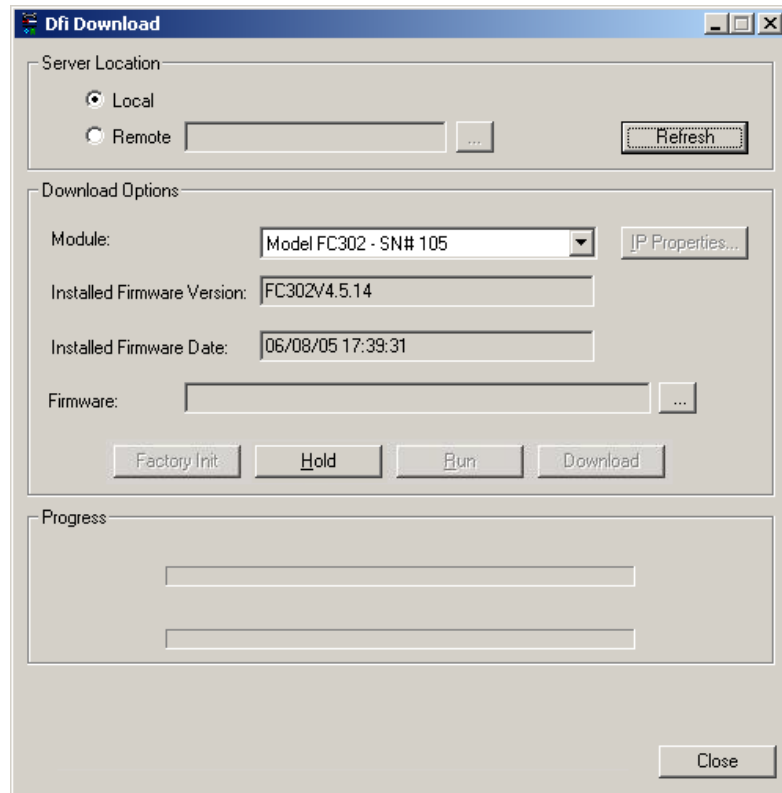 Dfi Download
Server Location
Local
Remote ... Refresh
Download Options
Module: Model FC302 - SN# 105 IP Properties...
Installed Firmware Version: FC302V4.5.14
Installed Firmware Date: 06/08/05 17:39:31
Firmware: ...
Factory Init Hold Run Download
Progress
Close